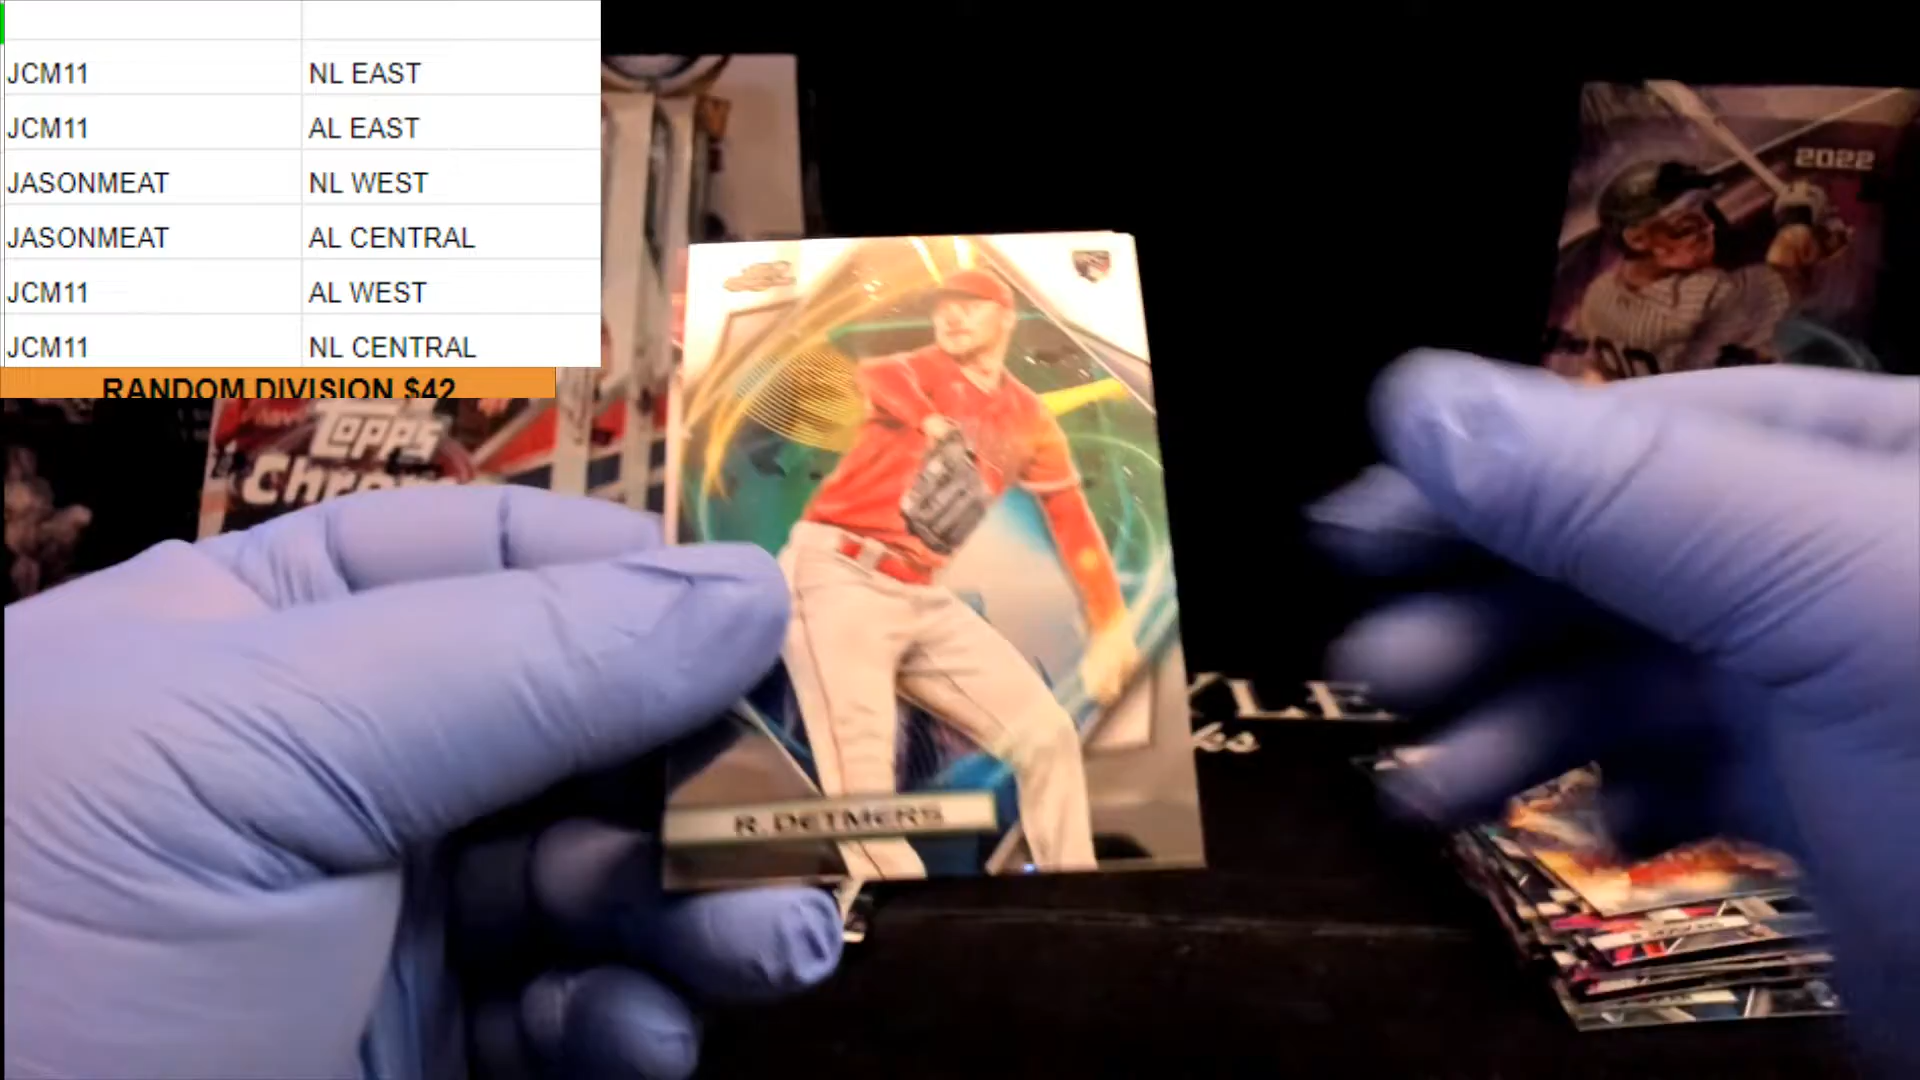 JCM11 NL EAST
JCM11 AL EAST
JASONMEAT NL WEST
JASONMEAT AL CENTRAL
JCM11 AL WEST
JCM11 NL CENTRAL
RANDOM DIVISION $42
2022
Topps
Chrome
R. DETMERS